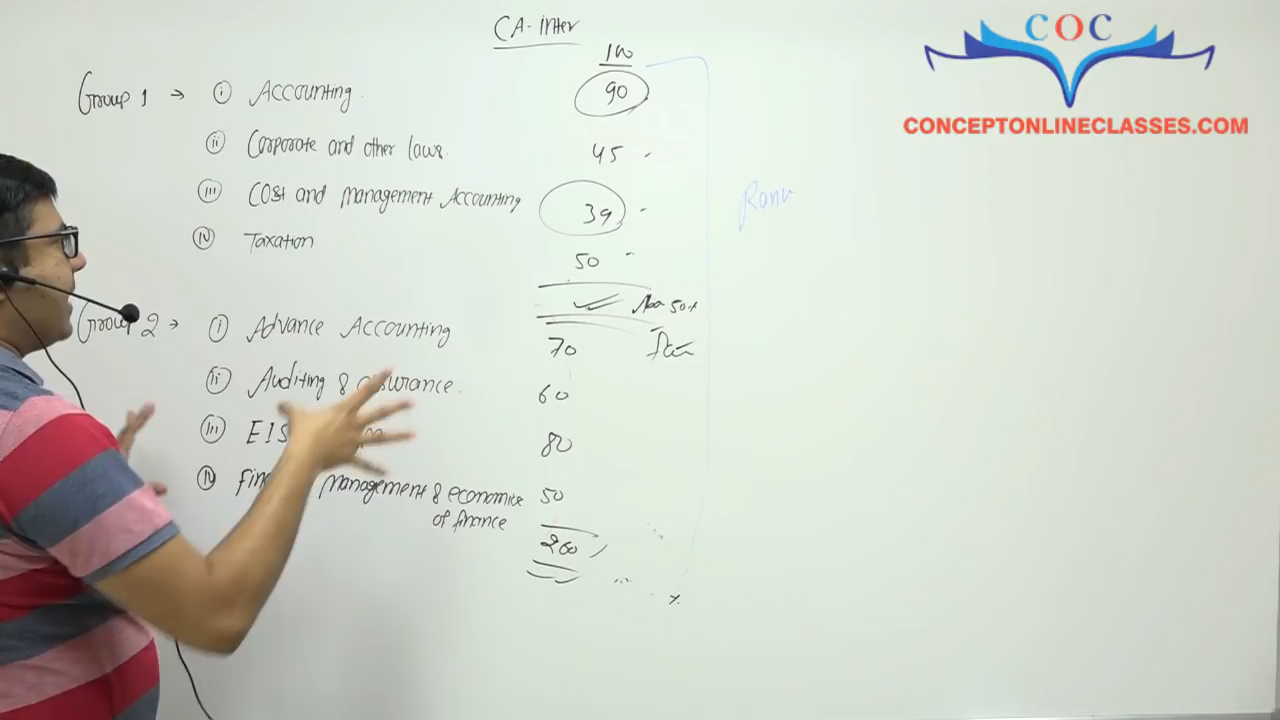 CA-Inter
COC
CONCEPTONLINECLASSES.COM
100
Group 1 → (i) Accounting 90
(ii) Corporate and other laws. 45
(iii) Cost and Management Accounting 39
(iv) Taxation 50
Group 2 → (i) Advance Accounting 70
(ii) Auditing & assurance. 60
(iii) EIS 80
(iv) Management & economics 50
of finance
260